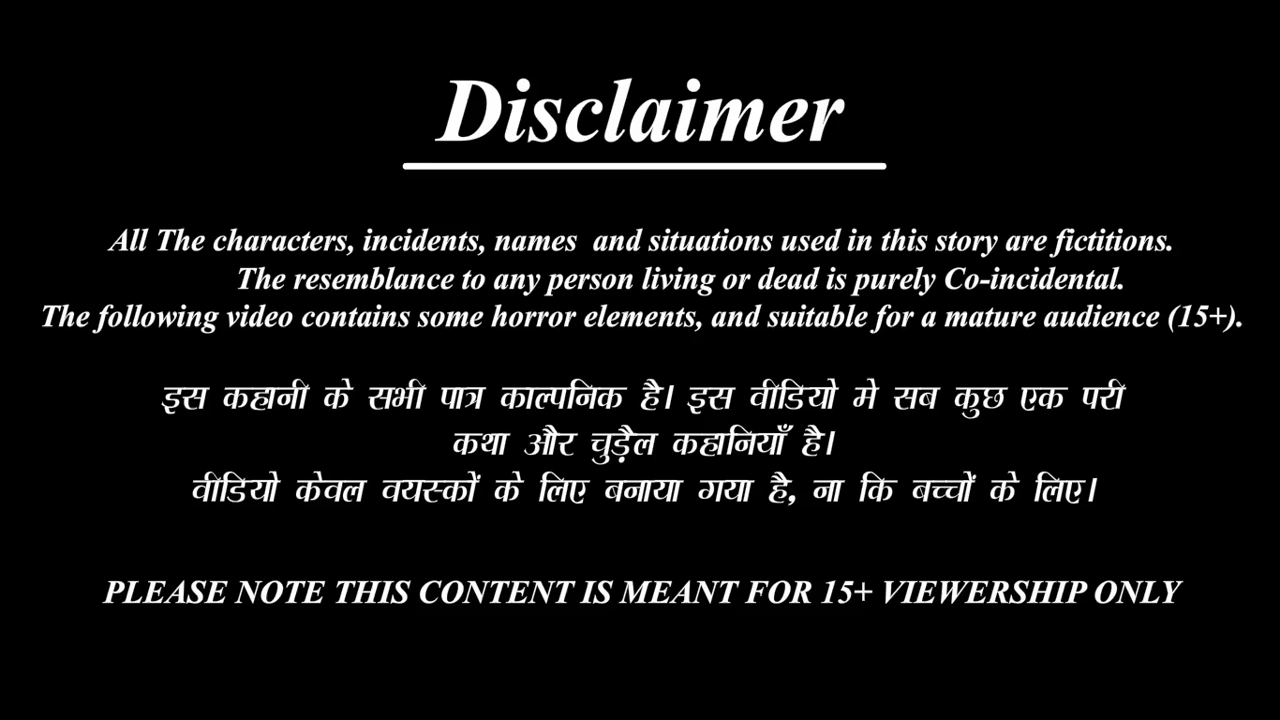 Disclaimer
All The characters, incidents, names and situations used in this story are fictitions.
The resemblance to any person living or dead is purely Co-incidental.
The following video contains some horror elements, and suitable for a mature audience (15+).
इस कहानी के सभी पात्र काल्पनिक है। इस वीडियो मे सब कुछ एक परी
कथा और चुड़ैल कहानियाँ है।
वीडियो केवल वयस्कों के लिए बनाया गया है, ना कि बच्चों के लिए।
PLEASE NOTE THIS CONTENT IS MEANT FOR 15+ VIEWERSHIP ONLY